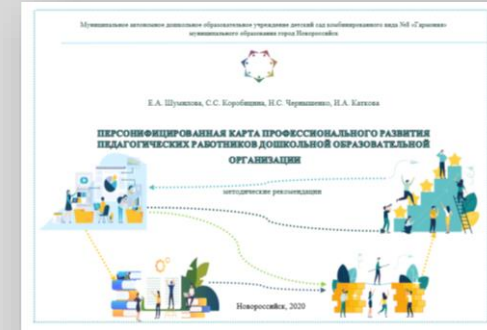 Муниципальное автономное дошкольное образовательное учреждение детский сад комбинированного вида №8 «Гармония»
муниципального образования город Новороссийск
Е.А. Шумилова, С.С. Коробицина, Н.С. Чернышенко, И.А. Каткова
ПЕРСОНИФИЦИРОВАННАЯ КАРТА ПРОФЕССИОНАЛЬНОГО РАЗВИТИЯ
ПЕДАГОГИЧЕСКИХ РАБОТНИКОВ ДОШКОЛЬНОЙ ОБРАЗОВАТЕЛЬНОЙ
ОРГАНИЗАЦИИ
методические рекомендации
Новороссийск, 2020